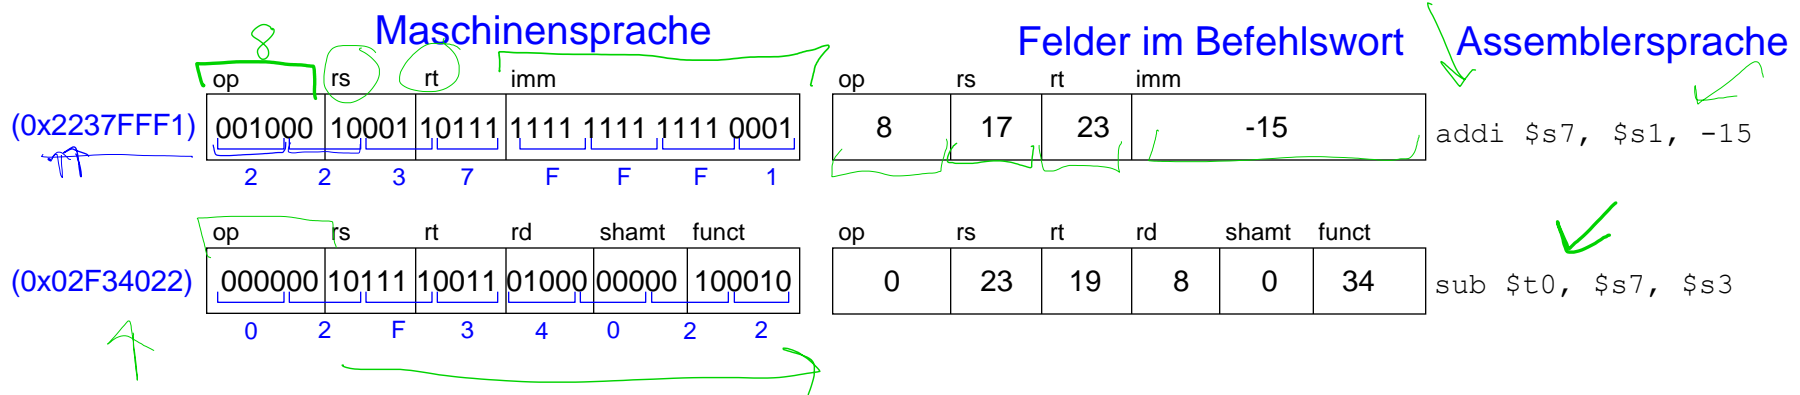 Maschinensprache Felder im Befehlswort Assemblersprache
8
op rs rt imm op rs rt imm
(0x2237FFF1) 001000 10001 10111 1111 1111 1111 0001 8 17 23 -15 addi $s7, $s1, -15
2 2 3 7 F F F 1
op rs rt rd shamt funct op rs rt rd shamt funct
(0x02F34022) 000000 10111 10011 01000 00000 100010 0 23 19 8 0 34 sub $t0, $s7, $s3
0 2 F 3 4 0 2 2